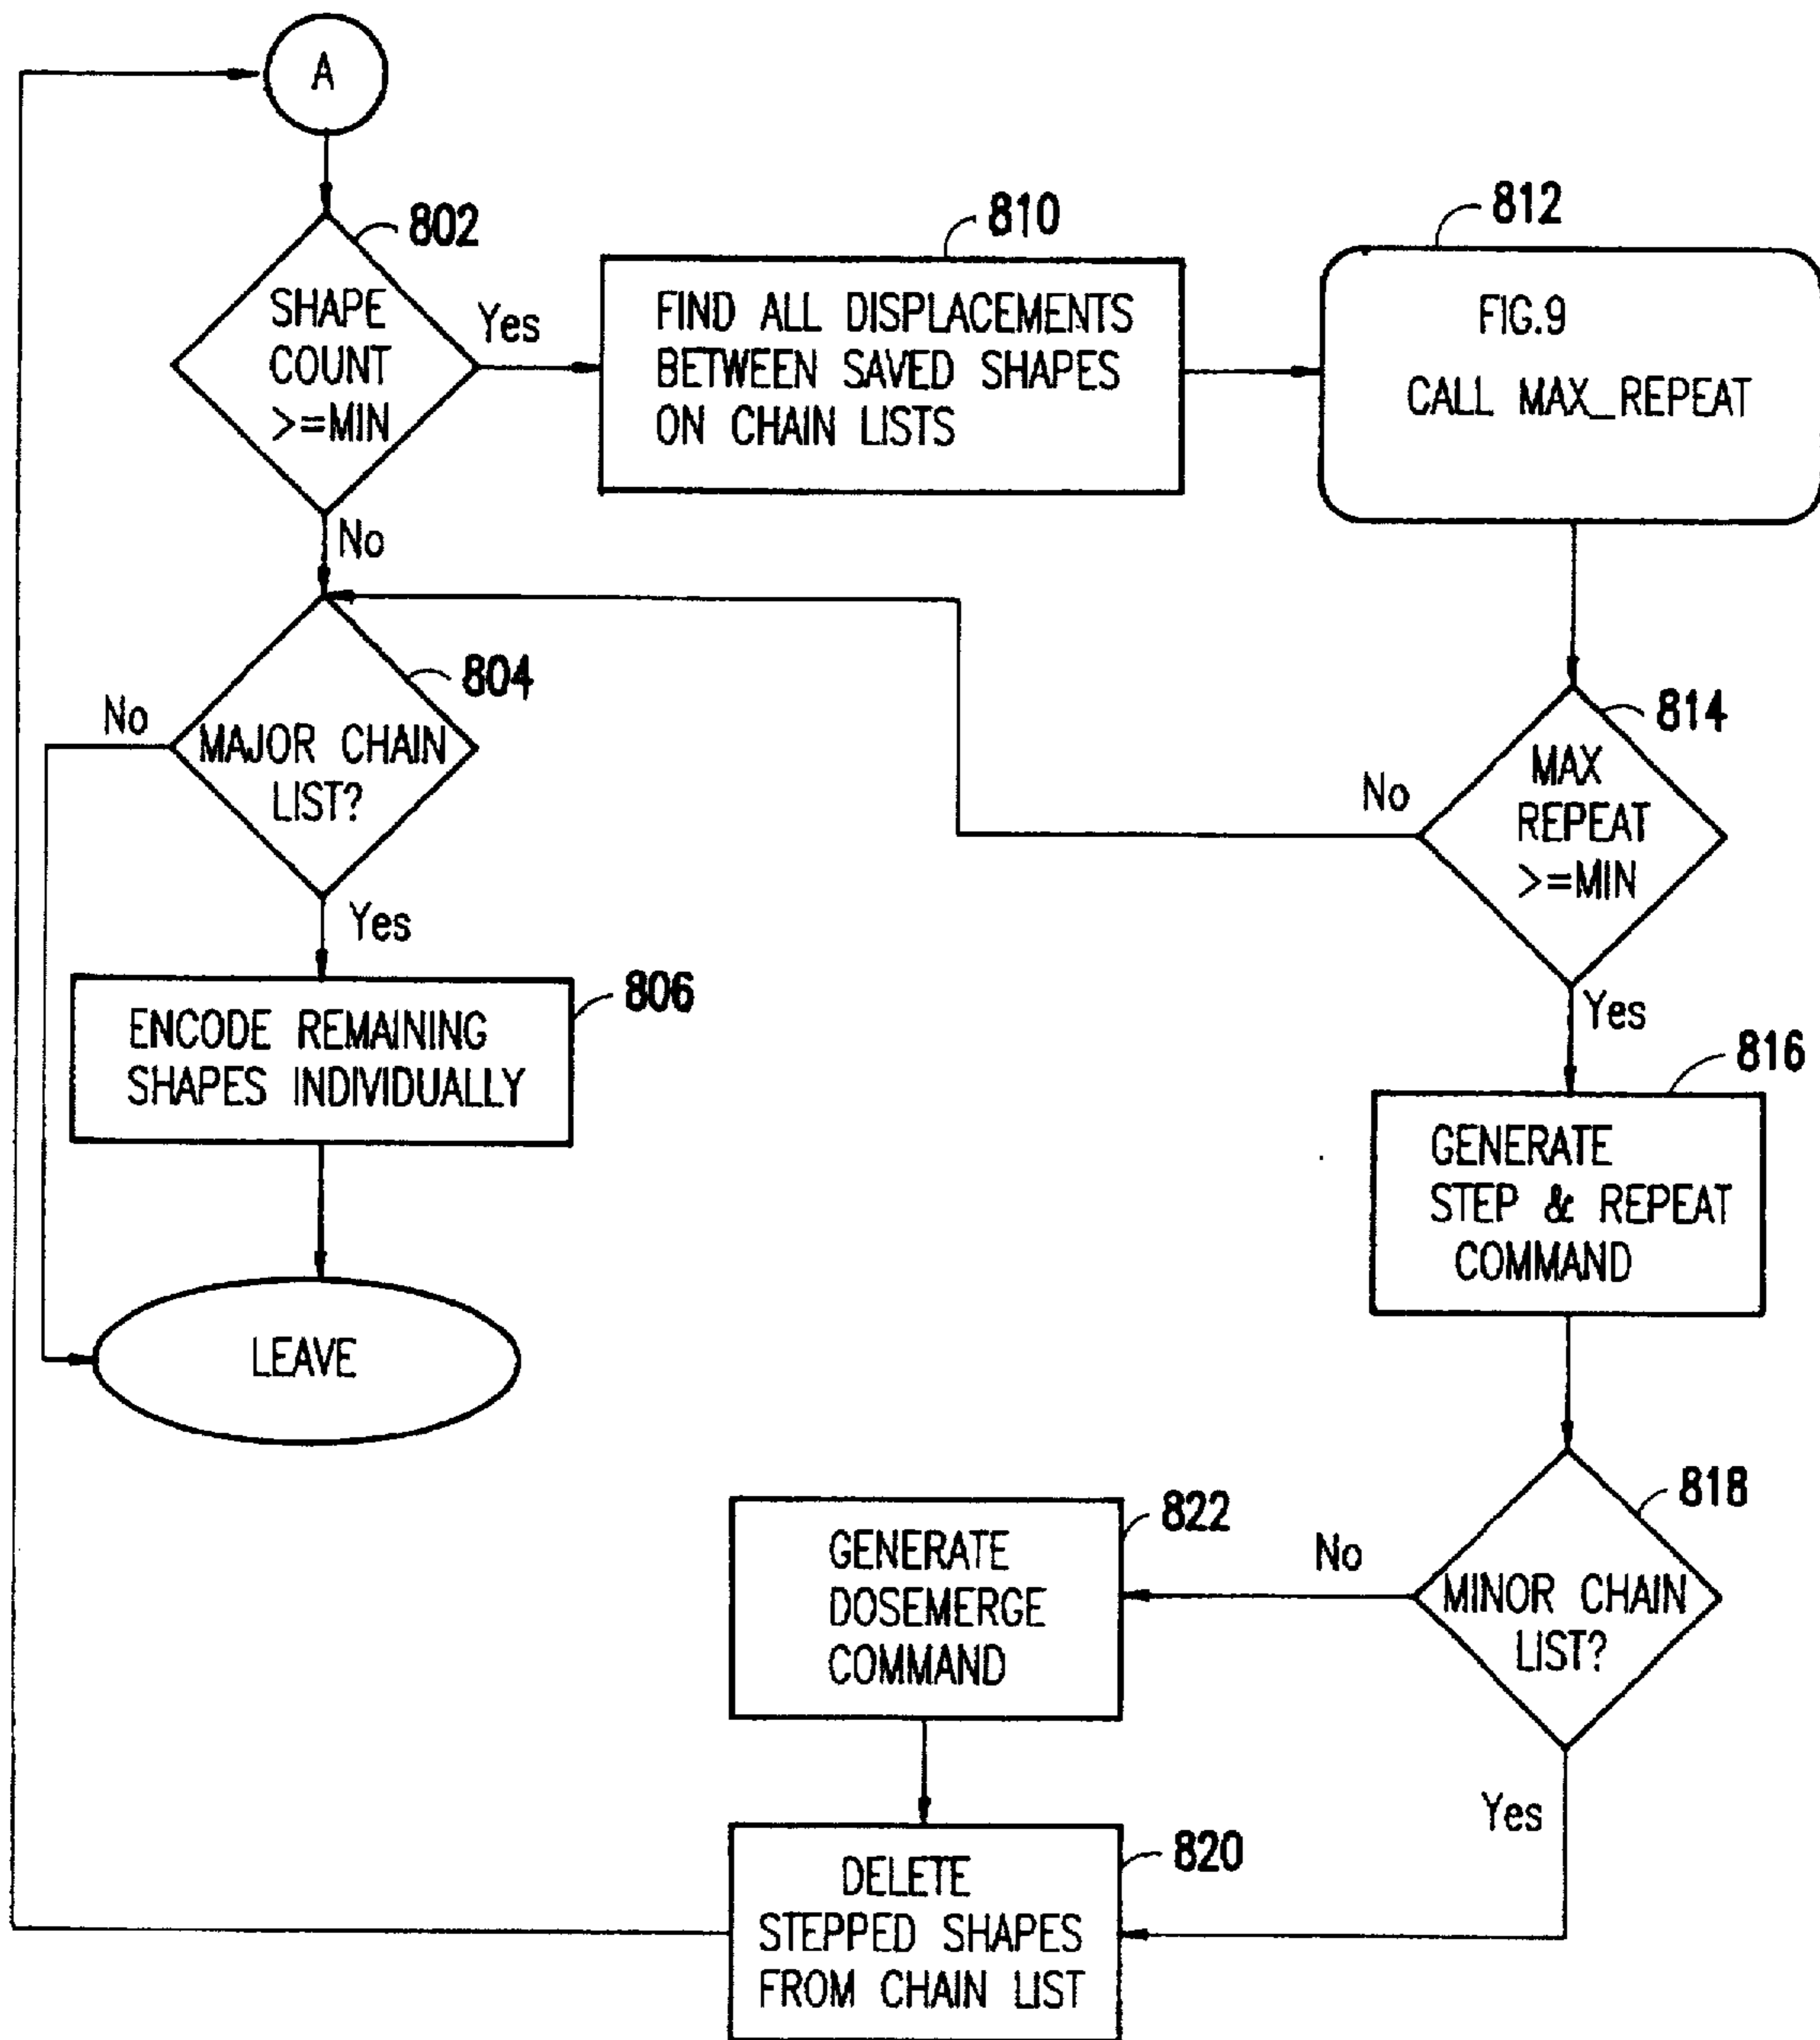 A
802
SHAPE
COUNT
>=MIN
Yes
No
810
FIND ALL DISPLACEMENTS
BETWEEN SAVED SHAPES
ON CHAIN LISTS
812
FIG.9
CALL MAX_REPEAT
804
MAJOR CHAIN
LIST?
No
Yes
814
MAX
REPEAT
>=MIN
No
Yes
806
ENCODE REMAINING
SHAPES INDIVIDUALLY
LEAVE
816
GENERATE
STEP & REPEAT
COMMAND
818
MINOR CHAIN
LIST?
No
Yes
822
GENERATE
DOSEMERGE
COMMAND
820
DELETE
STEPPED SHAPES
FROM CHAIN LIST